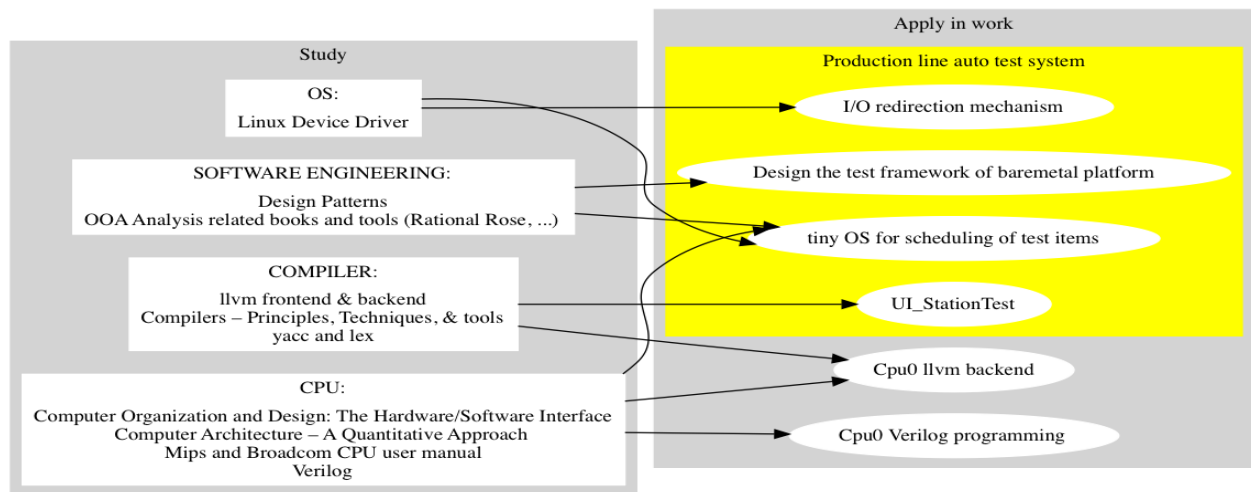 Study
OS:
Linux Device Driver
SOFTWARE ENGINEERING:
Design Patterns
OOA Analysis related books and tools (Rational Rose, ...)
COMPILER:
llvm frontend & backend
Compilers – Principles, Techniques, & tools
yacc and lex
CPU:
Computer Organization and Design: The Hardware/Software Interface
Computer Architecture – A Quantitative Approach
Mips and Broadcom CPU user manual
Verilog
Apply in work
Production line auto test system
I/O redirection mechanism
Design the test framework of baremetal platform
tiny OS for scheduling of test items
UI_StationTest
Cpu0 llvm backend
Cpu0 Verilog programming